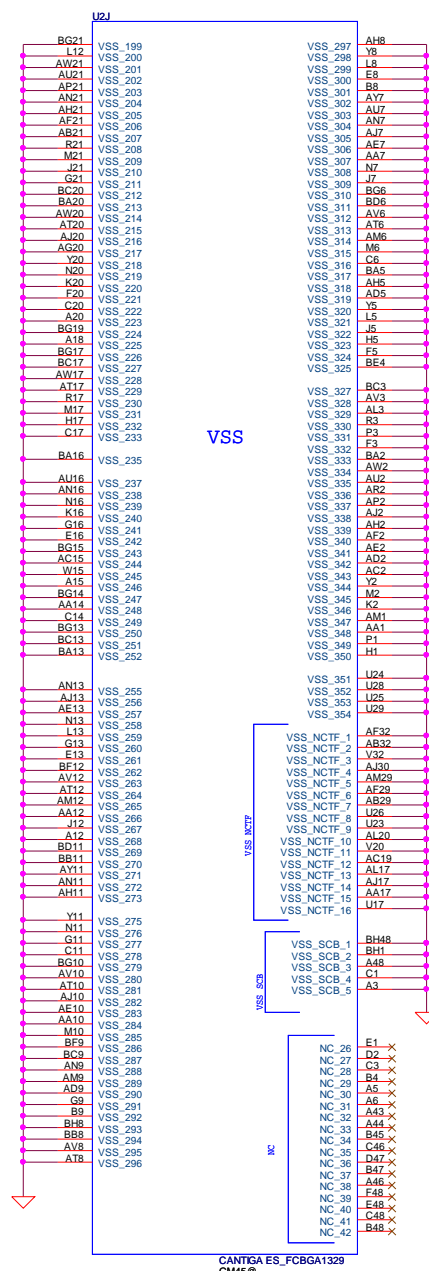 U2J
BG21 VSS_199
L12 VSS_200
AW21 VSS_201
AU21 VSS_202
AP21 VSS_203
AN21 VSS_204
AH21 VSS_205
AF21 VSS_206
AB21 VSS_207
R21 VSS_208
M21 VSS_209
J21 VSS_210
G21 VSS_211
BC20 VSS_212
BA20 VSS_213
AW20 VSS_214
AT20 VSS_215
AJ20 VSS_216
AG20 VSS_217
Y20 VSS_218
N20 VSS_219
K20 VSS_220
F20 VSS_221
C20 VSS_222
A20 VSS_223
BG19 VSS_224
A18 VSS_225
BG17 VSS_226
BC17 VSS_227
AW17 VSS_228
AT17 VSS_229
R17 VSS_230
M17 VSS_231
H17 VSS_232
C17 VSS_233
BA16 VSS_235
AU16 VSS_237
AN16 VSS_238
N16 VSS_239
K16 VSS_240
G16 VSS_241
E16 VSS_242
BG15 VSS_243
AC15 VSS_244
W15 VSS_245
A15 VSS_246
BG14 VSS_247
AA14 VSS_248
C14 VSS_249
BG13 VSS_250
BC13 VSS_251
BA13 VSS_252
AN13 VSS_255
AJ13 VSS_256
AE13 VSS_257
N13 VSS_258
L13 VSS_259
G13 VSS_260
E13 VSS_261
BF12 VSS_262
AV12 VSS_263
AT12 VSS_264
AM12 VSS_265
AA12 VSS_266
J12 VSS_267
A12 VSS_268
BD11 VSS_269
BB11 VSS_270
AY11 VSS_271
AN11 VSS_272
AH11 VSS_273
Y11 VSS_275
N11 VSS_276
G11 VSS_277
C11 VSS_278
BG10 VSS_279
AV10 VSS_280
AT10 VSS_281
AJ10 VSS_282
AE10 VSS_283
AA10 VSS_284
M10 VSS_285
BF9 VSS_286
BC9 VSS_287
AN9 VSS_288
AM9 VSS_289
AD9 VSS_290
G9 VSS_291
B9 VSS_292
BH8 VSS_293
BB8 VSS_294
AV8 VSS_295
AT8 VSS_296
VSS
VSS_297 AH8
VSS_298 Y8
VSS_299 L8
VSS_300 E8
VSS_301 B8
VSS_302 AY7
VSS_303 AU7
VSS_304 AN7
VSS_305 AJ7
VSS_306 AE7
VSS_307 AA7
VSS_308 N7
VSS_309 J7
VSS_310 BG6
VSS_311 BD6
VSS_312 AV6
VSS_313 AT6
VSS_314 AM6
VSS_315 M6
VSS_316 C6
VSS_317 BA5
VSS_318 AH5
VSS_319 AD5
VSS_320 Y5
VSS_321 L5
VSS_322 J5
VSS_323 H5
VSS_324 F5
VSS_325 BE4
VSS_327 BC3
VSS_328 AV3
VSS_329 AL3
VSS_330 R3
VSS_331 P3
VSS_332 F3
VSS_333 BA2
VSS_334 AW2
VSS_335 AU2
VSS_336 AR2
VSS_337 AP2
VSS_338 AJ2
VSS_339 AH2
VSS_340 AF2
VSS_341 AE2
VSS_342 AD2
VSS_343 AC2
VSS_344 Y2
VSS_345 M2
VSS_346 K2
VSS_347 AM1
VSS_348 AA1
VSS_349 P1
VSS_350 H1
VSS_351 U24
VSS_352 U28
VSS_353 U25
VSS_354 U29
VSS NCTF
VSS_NCTF_1 AF32
VSS_NCTF_2 AB32
VSS_NCTF_3 V32
VSS_NCTF_4 AJ30
VSS_NCTF_5 AM29
VSS_NCTF_6 AF29
VSS_NCTF_7 AB29
VSS_NCTF_8 U26
VSS_NCTF_9 U23
VSS_NCTF_10 AL20
VSS_NCTF_11 V20
VSS_NCTF_12 AC19
VSS_NCTF_13 AL17
VSS_NCTF_14 AJ17
VSS_NCTF_15 AA17
VSS_NCTF_16 U17
VSS SCB
VSS_SCB_1 BH48
VSS_SCB_2 BH1
VSS_SCB_3 A48
VSS_SCB_4 C1
VSS_SCB_5 A3
NC
NC_26 E1
NC_27 D2
NC_28 C3
NC_29 B4
NC_30 A5
NC_31 A6
NC_32 A43
NC_33 A44
NC_34 B45
NC_35 C46
NC_36 D47
NC_37 B47
NC_38 A46
NC_39 F48
NC_40 E48
NC_41 C48
NC_42 B48
CANTIGA ES_FCBGA1329
GM45@